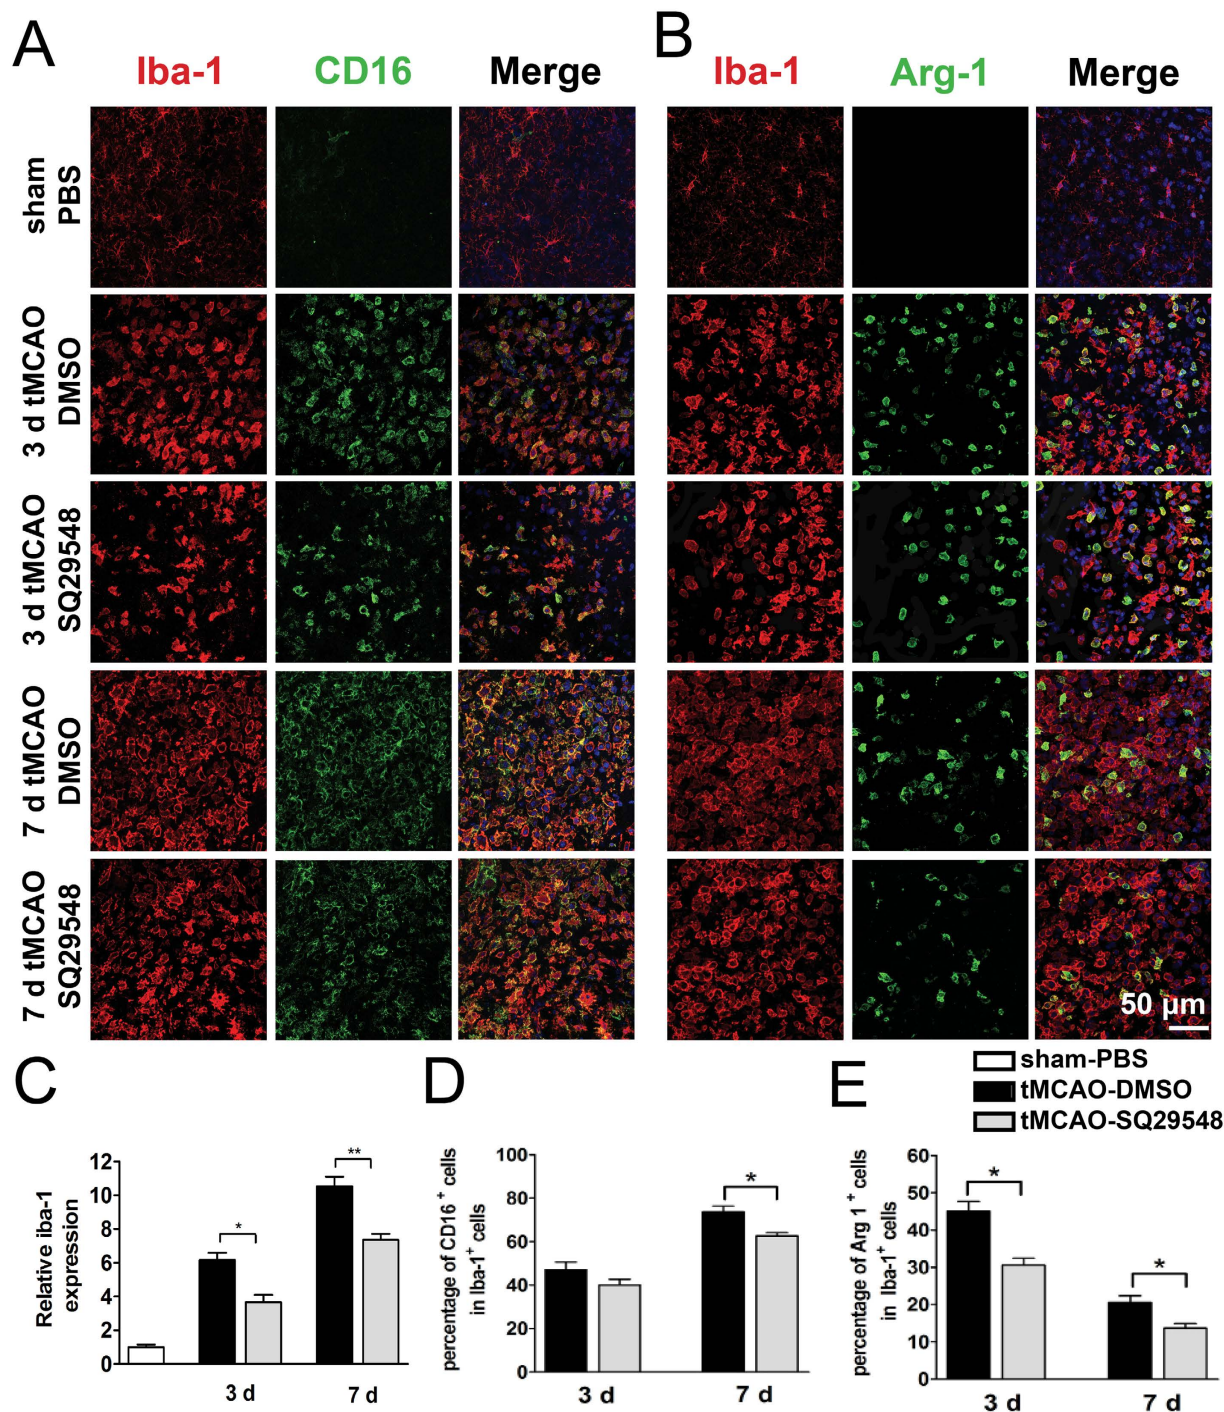 A
B
Iba-1
CD16
Merge
Iba-1
Arg-1
Merge
sham
PBS
3 d tMCAO
DMSO
3 d tMCAO
SQ29548
7 d tMCAO
DMSO
7 d tMCAO
SQ29548
50 µm
sham-PBS
tMCAO-DMSO
tMCAO-SQ29548
C
Relative iba-1
expression
12
10
8
6
4
2
0
*
**
3 d
7 d
D
percentage of CD16 + cells
in Iba-1+ cells
100
80
60
40
20
0
*
3 d
7 d
E
percentage of Arg 1 + cells
in Iba-1+ cells
60
50
40
30
20
10
0
*
*
3 d
7 d